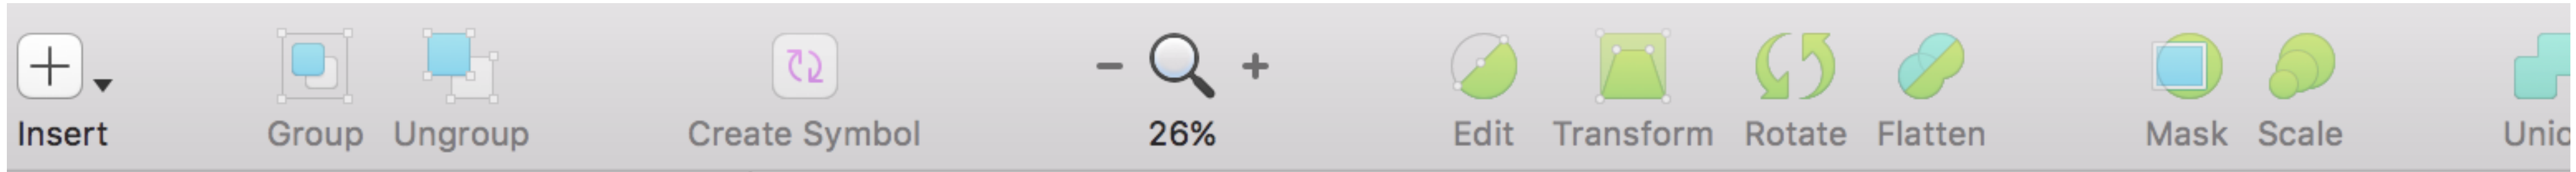 Insert
Group
Ungroup
Create Symbol
26%
Edit
Transform
Rotate
Flatten
Mask
Scale